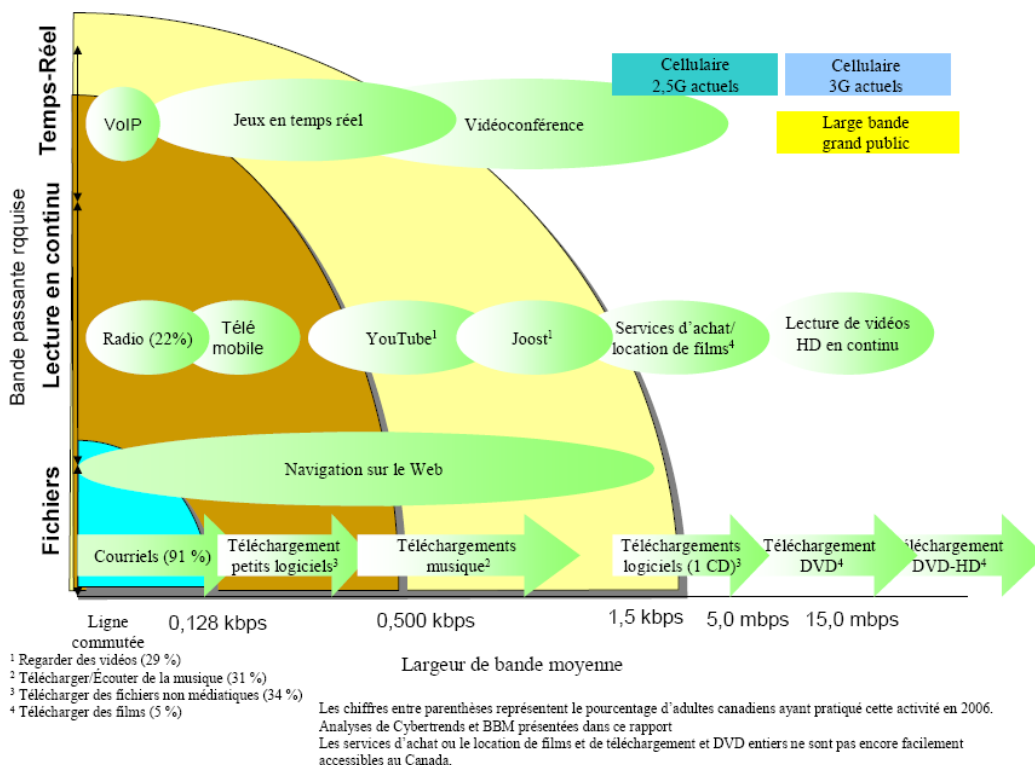 Temps-Réel
Lecture en continu
Fichiers
Bande passante rqquise
Cellulaire
2,5G actuels
Cellulaire
3G actuels
Large bande
grand public
VoIP
Jeux en temps réel
Vidéoconférence
Radio (22%)
Télé
mobile
YouTube¹
Joost¹
Services d'achat/
location de films⁴
Lecture de vidéos
HD en continu
Navigation sur le Web
Courriels (91 %)
Téléchargement
petits logiciels³
Téléchargements
musique²
Téléchargements
logiciels (1 CD)³
Téléchargement
DVD⁴
Téléchargement
DVD-HD⁴
Ligne
commutée
0,128 kbps
0,500 kbps
1,5 kbps
5,0 mbps
15,0 mbps
Largeur de bande moyenne
¹ Regarder des vidéos (29 %)
² Télécharger/Écouter de la musique (31 %)
³ Télécharger des fichiers non médiatiques (34 %)
⁴ Télécharger des films (5 %)
Les chiffres entre parenthèses représentent le pourcentage d'adultes canadiens ayant pratiqué cette activité en 2006.
Analyses de Cybertrends et BBM présentées dans ce rapport
Les services d'achat ou le location de films et de téléchargement et DVD entiers ne sont pas encore facilement
accessibles au Canada.